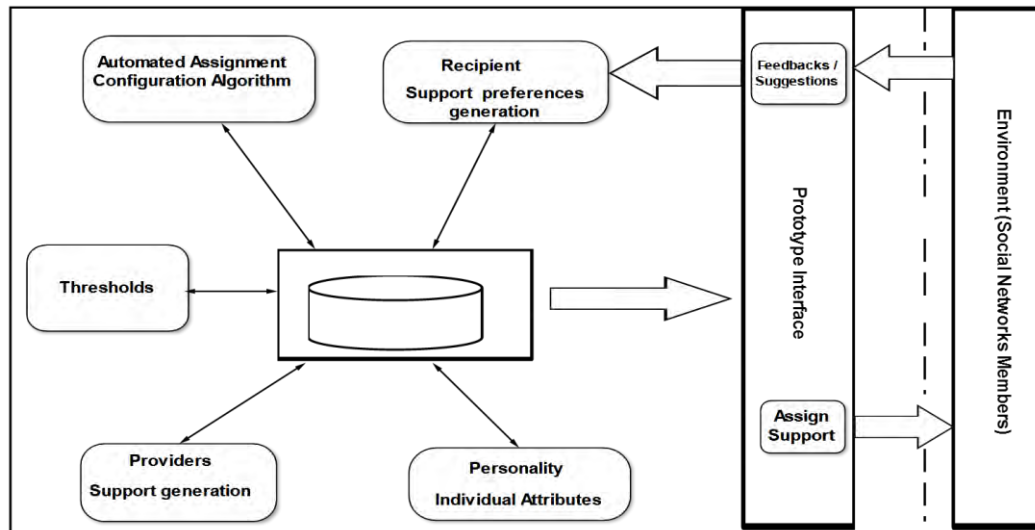 Automated Assignment
Configuration Algorithm
Recipient
Support preferences
generation
Feedbacks /
Suggestions
Thresholds
Prototype Interface
Environment (Social Networks Members)
Providers
Support generation
Personality
Individual Attributes
Assign
Support